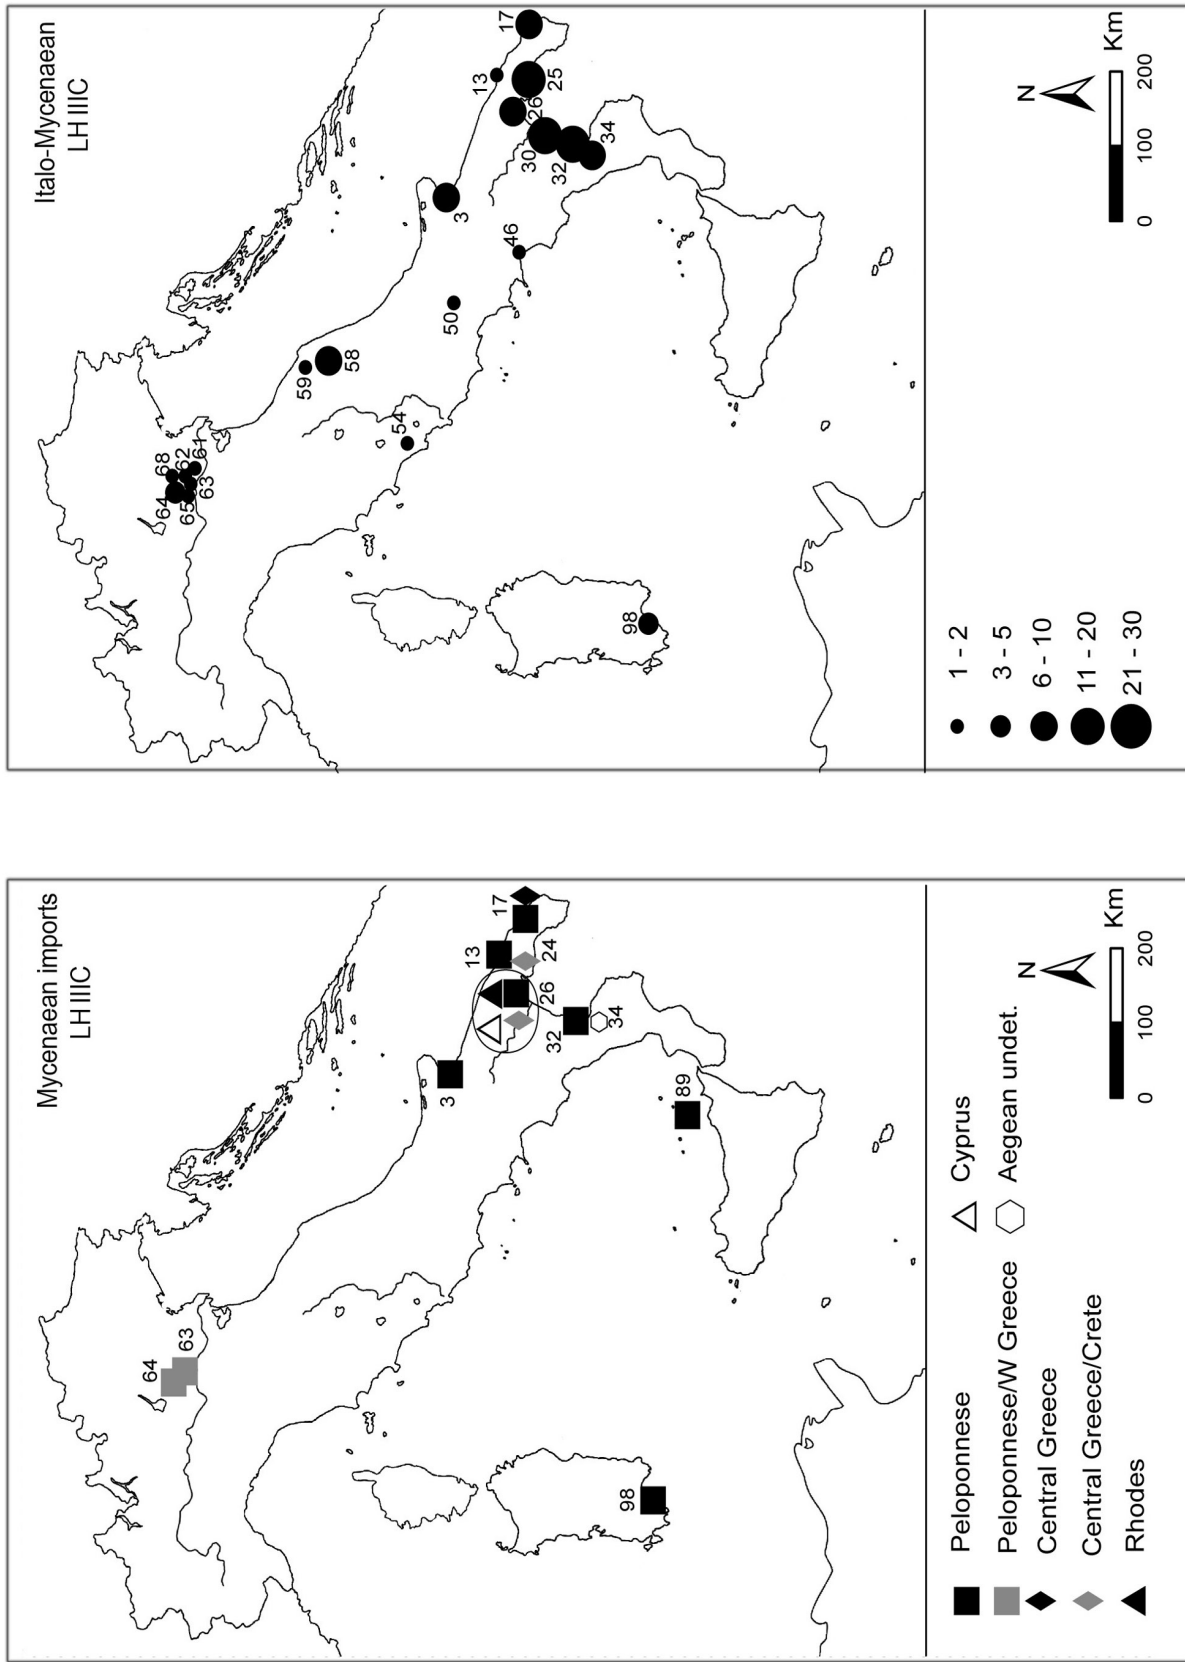 Mycenaean imports
LH IIIC
64
63
3
13
17
24
26
32
34
89
98
Peloponnese
Peloponnese/W Greece
Central Greece
Central Greece/Crete
Rhodes
Cyprus
Aegean undet.
N
0 100 200 Km
Italo-Mycenaean
LH IIIC
64
68
62
61
65
63
59
58
54
50
46
3
13
17
25
26
30
32
34
98
1 - 2
3 - 5
6 - 10
11 - 20
21 - 30
N
0 100 200 Km